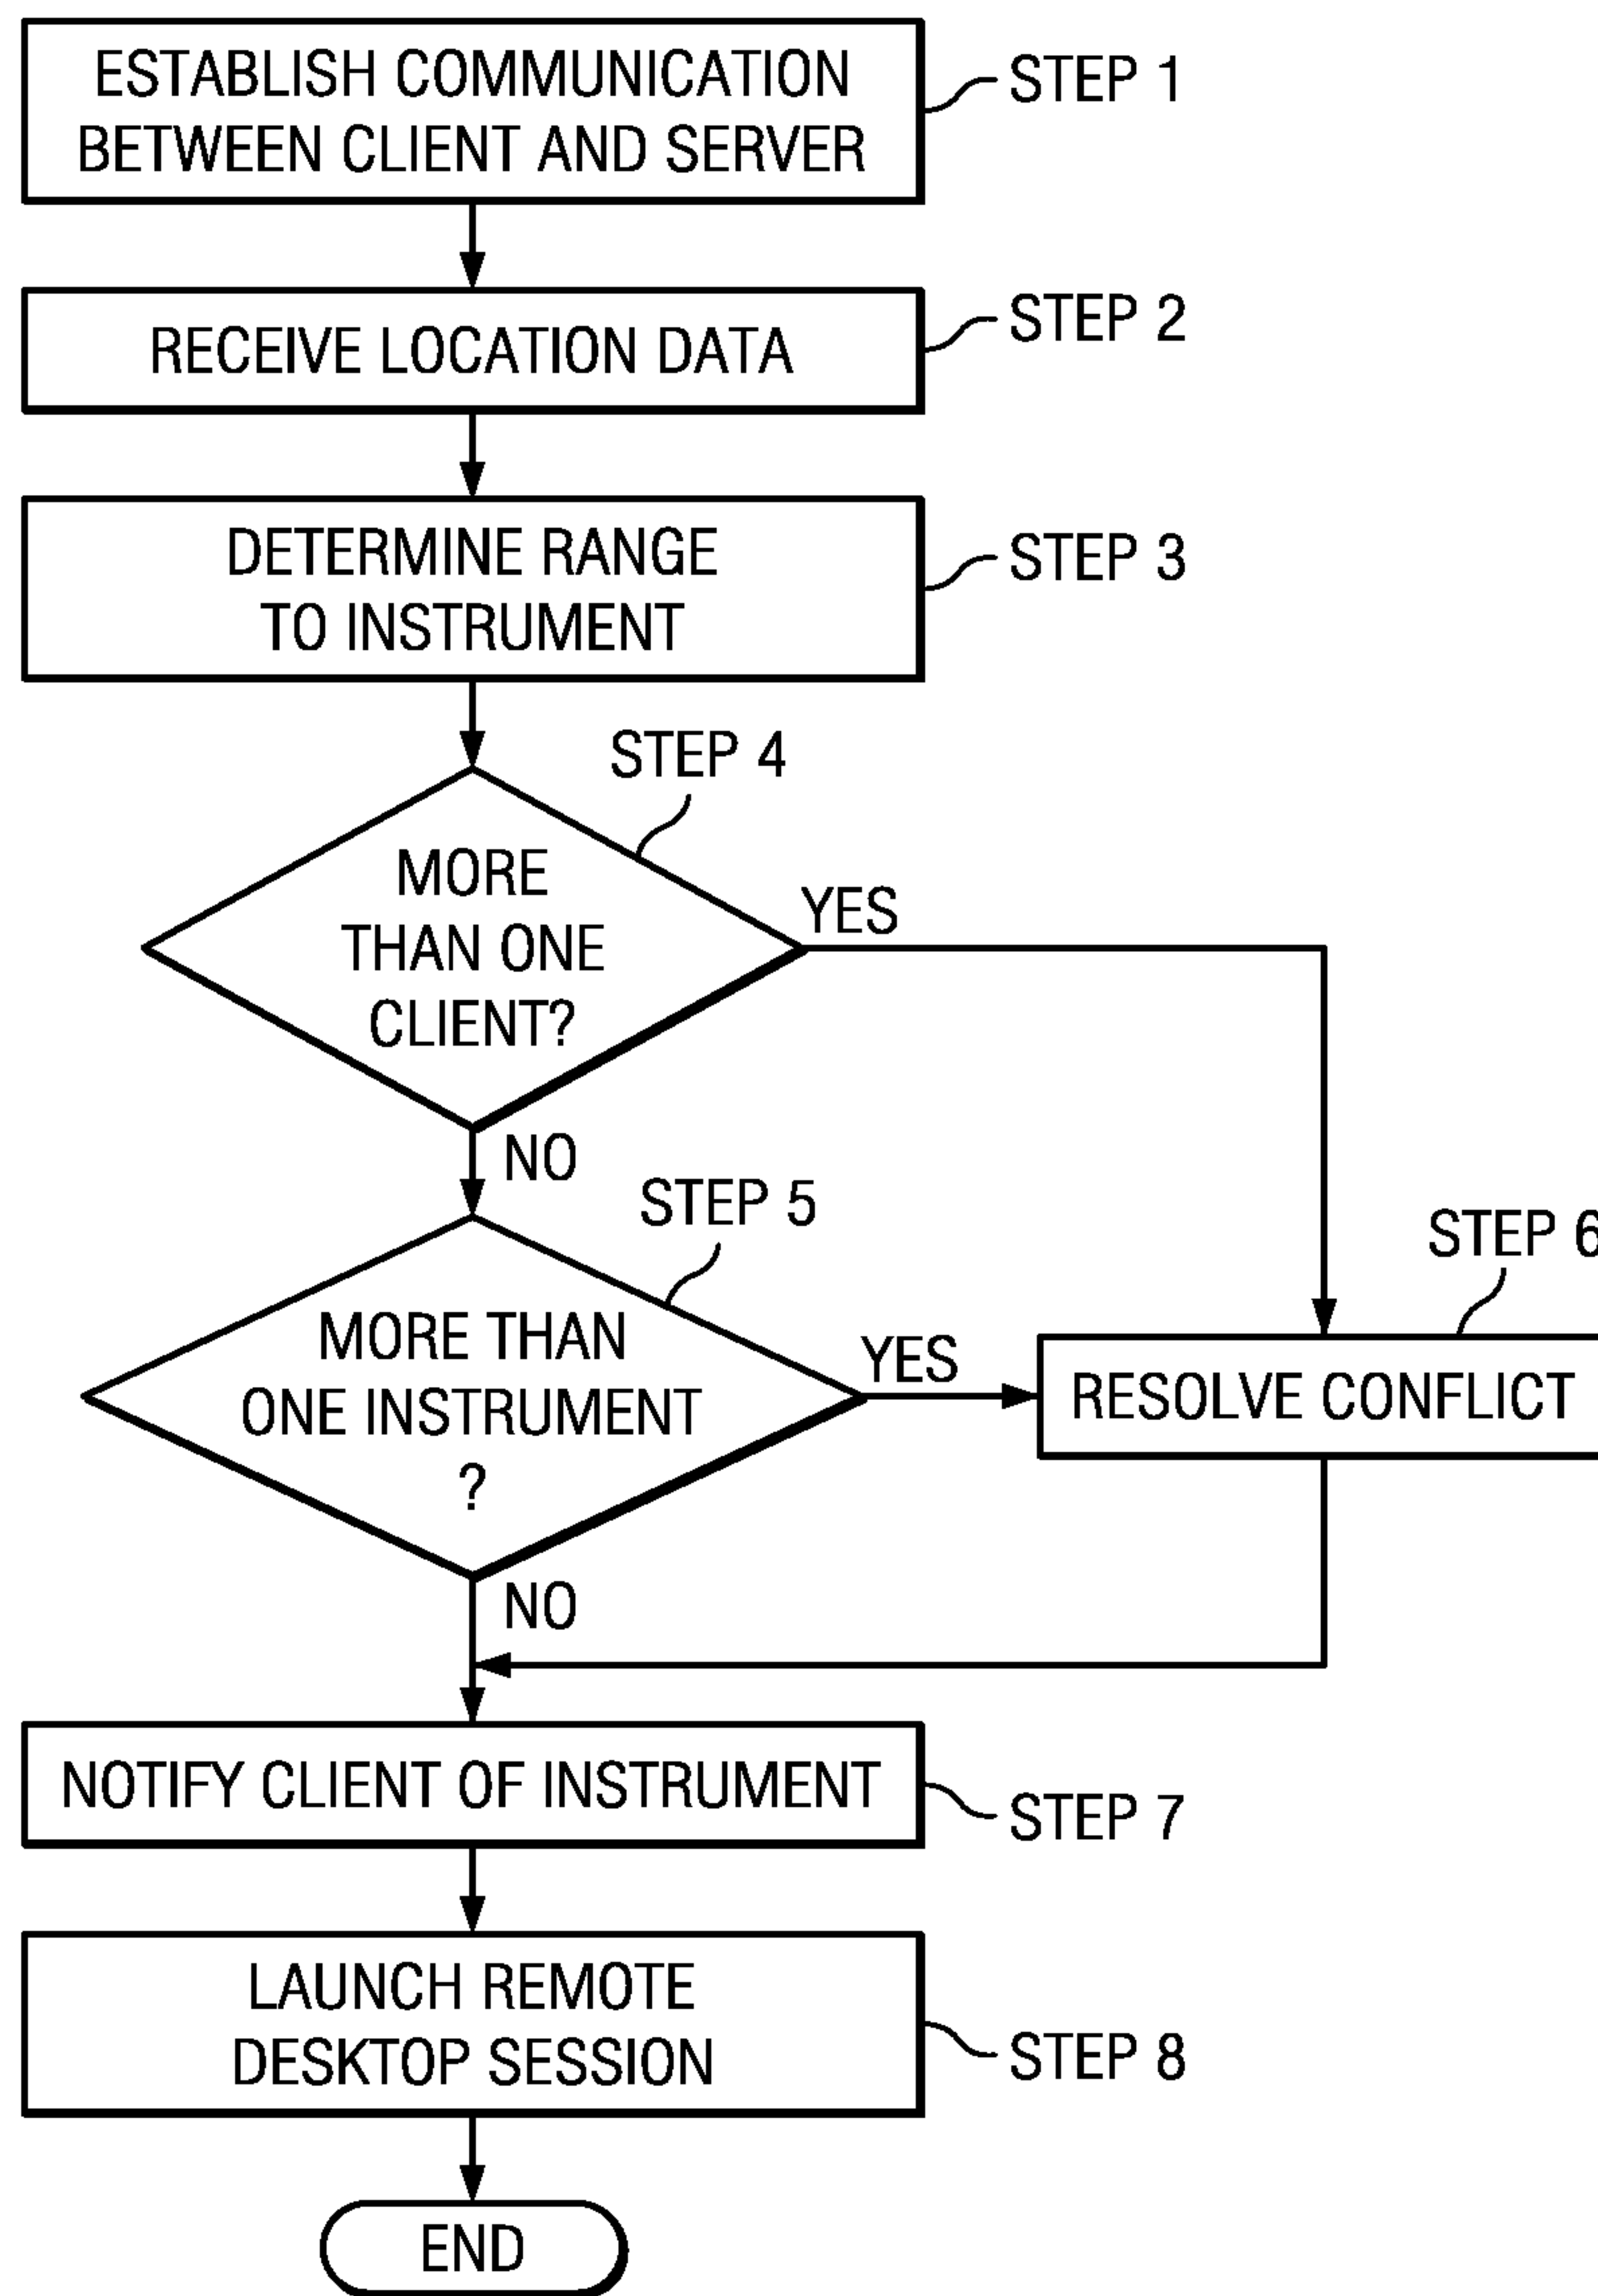 ESTABLISH COMMUNICATION
BETWEEN CLIENT AND SERVER
STEP 1
RECEIVE LOCATION DATA
STEP 2
DETERMINE RANGE
TO INSTRUMENT
STEP 3
STEP 4
MORE
THAN ONE
CLIENT?
YES
NO
STEP 5
MORE THAN
ONE INSTRUMENT
?
YES
STEP 6
RESOLVE CONFLICT
NO
NOTIFY CLIENT OF INSTRUMENT
STEP 7
LAUNCH REMOTE
DESKTOP SESSION
STEP 8
END